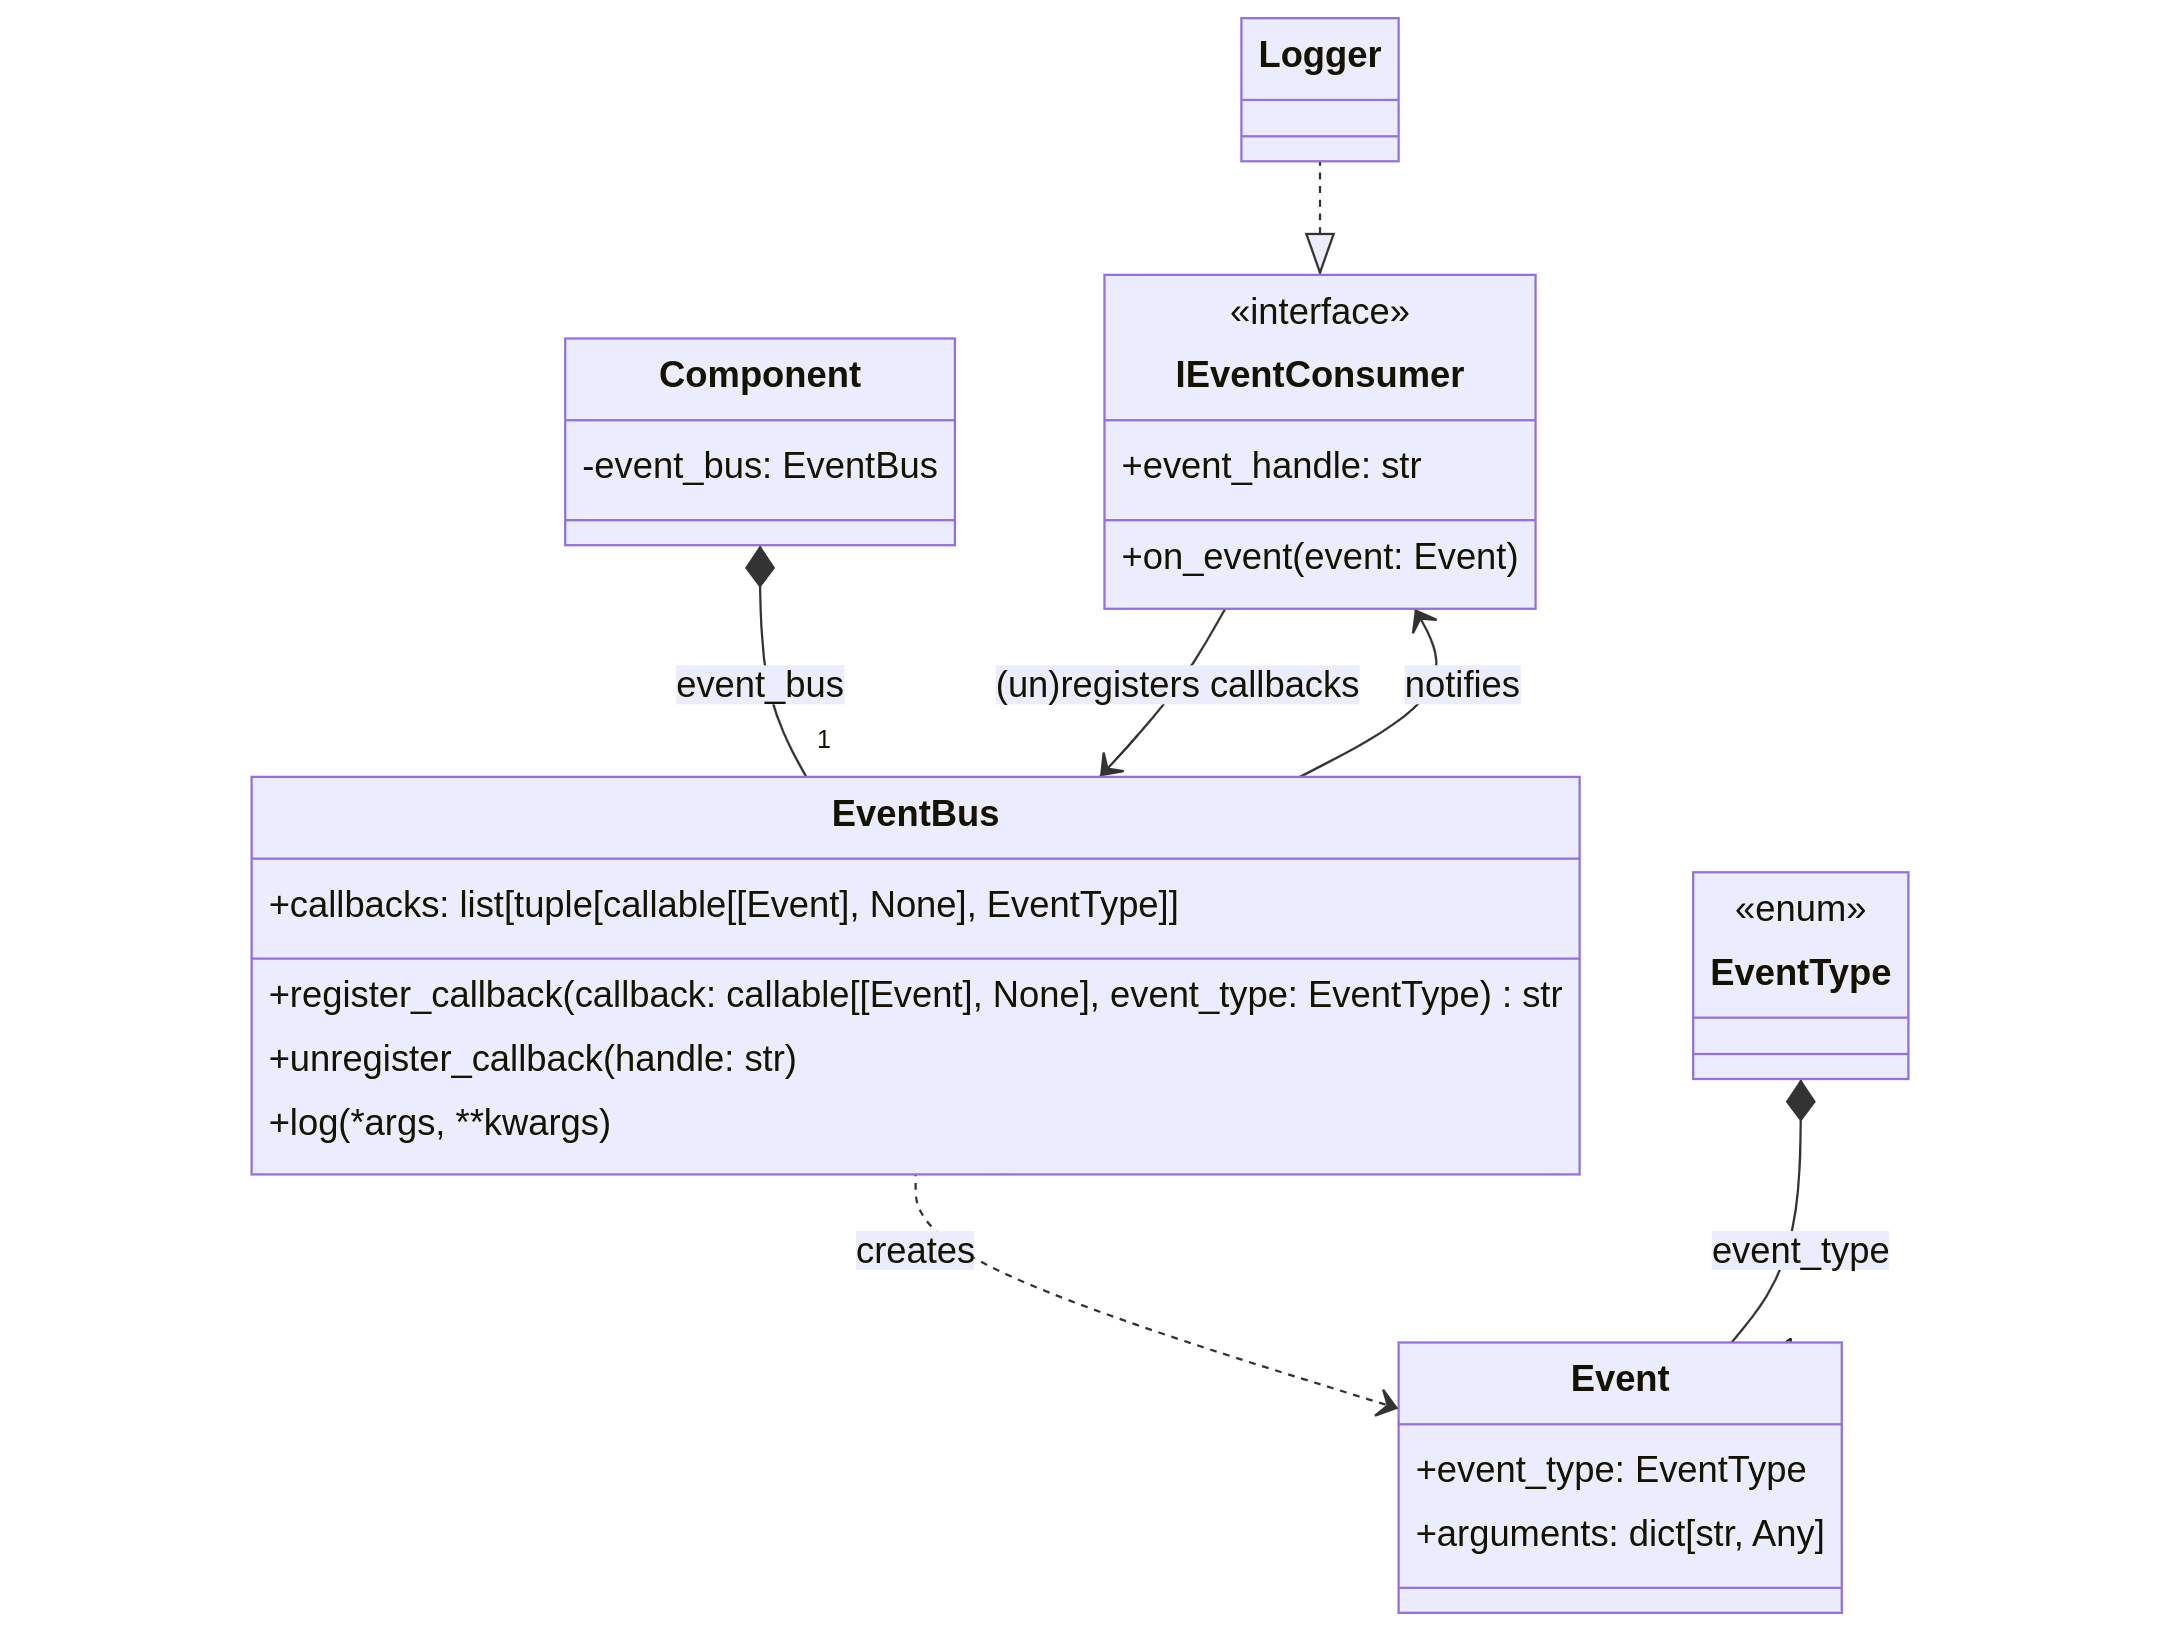 Logger
«interface»
IEventConsumer
+event_handle: str
+on_event(event: Event)
Component
-event_bus: EventBus
event_bus
(un)registers callbacks
notifies
1
EventBus
+callbacks: list[tuple[callable[[Event], None], EventType]]
+register_callback(callback: callable[[Event], None], event_type: EventType) : str
+unregister_callback(handle: str)
+log(*args, **kwargs)
«enum»
EventType
creates
event_type
Event
+event_type: EventType
+arguments: dict[str, Any]